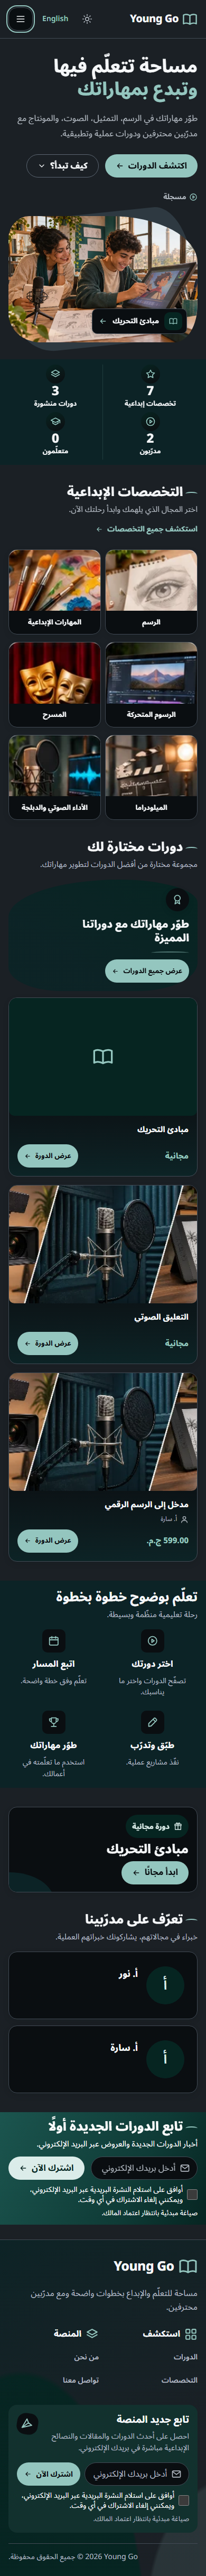 Young Go
English
مساحة تتعلّم فيها
وتبدع بمهاراتك
طوّر مهاراتك في الرسم، التمثيل، الصوت، والمونتاج مع
مدرّبين محترفين ودورات عملية وتطبيقية.
اكتشف الدورات
كيف تبدأ؟
مسجلة
مبادئ التحريك
7
تخصصات إبداعية
3
دورات منشورة
2
مدرّبون
0
متعلّمون
التخصصات الإبداعية
اختر المجال الذي يلهمك وابدأ رحلتك الآن.
استكشف جميع التخصصات
الرسم
المهارات الإبداعية
الرسوم المتحركة
المسرح
الميلودراما
الأداء الصوتي والدبلجة
دورات مختارة لك
مجموعة مختارة من أفضل الدورات لتطوير مهاراتك.
طوّر مهاراتك مع دوراتنا
المميزة
عرض جميع الدورات
مبادئ التحريك
مجانية
عرض الدورة
التعليق الصوتي
مجانية
عرض الدورة
مدخل إلى الرسم الرقمي
أ. سارة
599.00 ج.م.
عرض الدورة
تعلّم بوضوح خطوة بخطوة
رحلة تعليمية منظّمة وبسيطة.
اختر دورتك
تصفّح الدورات واختر ما
يناسبك.
اتبع المسار
تعلّم وفق خطة واضحة.
طبّق وتدرّب
نفّذ مشاريع عملية.
طوّر مهاراتك
استخدم ما تعلّمته في
أعمالك.
دورة مجانية
مبادئ التحريك
ابدأ مجانًا
تعرّف على مدرّبينا
خبراء في مجالاتهم، يشاركونك خبراتهم العملية.
أ
أ. نور
أ
أ. سارة
تابع الدورات الجديدة أولًا
أخبار الدورات الجديدة والعروض عبر البريد الإلكتروني.
أدخل بريدك الإلكتروني
اشترك الآن
أوافق على استلام النشرة البريدية عبر البريد الإلكتروني،
ويمكنني إلغاء الاشتراك في أي وقت.
صياغة مبدئية بانتظار اعتماد المالك.
Young Go
مساحة للتعلّم والإبداع بخطوات واضحة ومع مدرّبين
محترفين.
استكشف
المنصة
الدورات
من نحن
التخصصات
تواصل معنا
تابع جديد المنصة
احصل على أحدث الدورات والمقالات والنصائح
الإبداعية مباشرة في بريدك الإلكتروني.
أدخل بريدك الإلكتروني
اشترك الآن
أوافق على استلام النشرة البريدية عبر البريد الإلكتروني،
ويمكنني إلغاء الاشتراك في أي وقت.
صياغة مبدئية بانتظار اعتماد المالك.
Young Go 2026 © جميع الحقوق محفوظة.